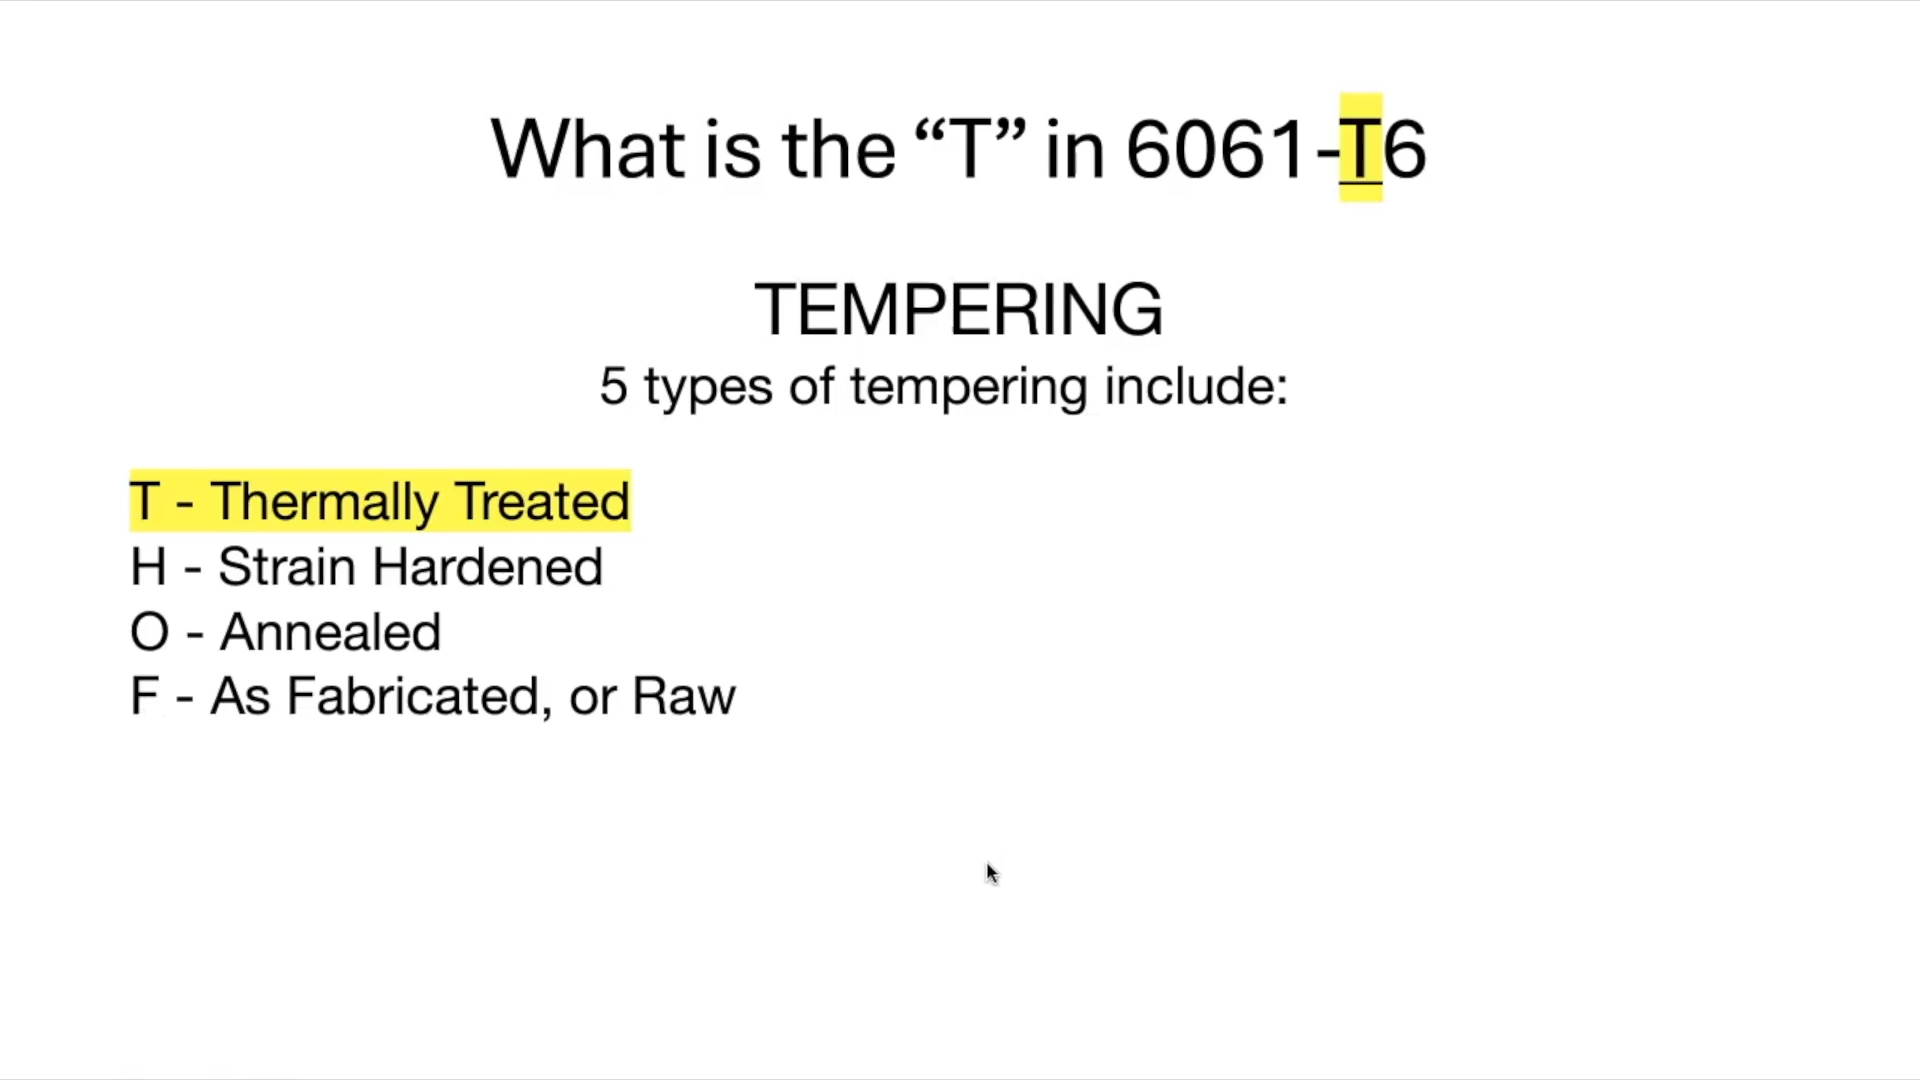 What is the “T” in 6061-T6
TEMPERING
5 types of tempering include:
T - Thermally Treated
H - Strain Hardened
O - Annealed
F - As Fabricated, or Raw